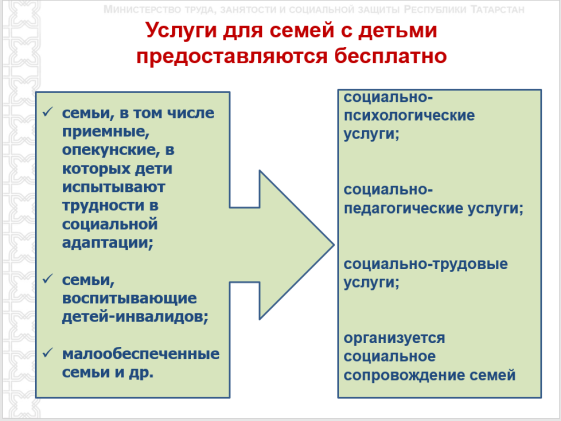 Министерство труда, занятости и социальной защиты Республики Татарстан
Услуги для семей с детьми
предоставляются бесплатно
✓ семьи, в том числе
приемные,
опекунские, в
которых дети
испытывают
трудности в
социальной
адаптации;
✓ семьи,
воспитывающие
детей-инвалидов;
✓ малообеспеченные
семьи и др.
социально-
психологические
услуги;
социально-
педагогические услуги;
социально-трудовые
услуги;
организуется
социальное
сопровождение семей